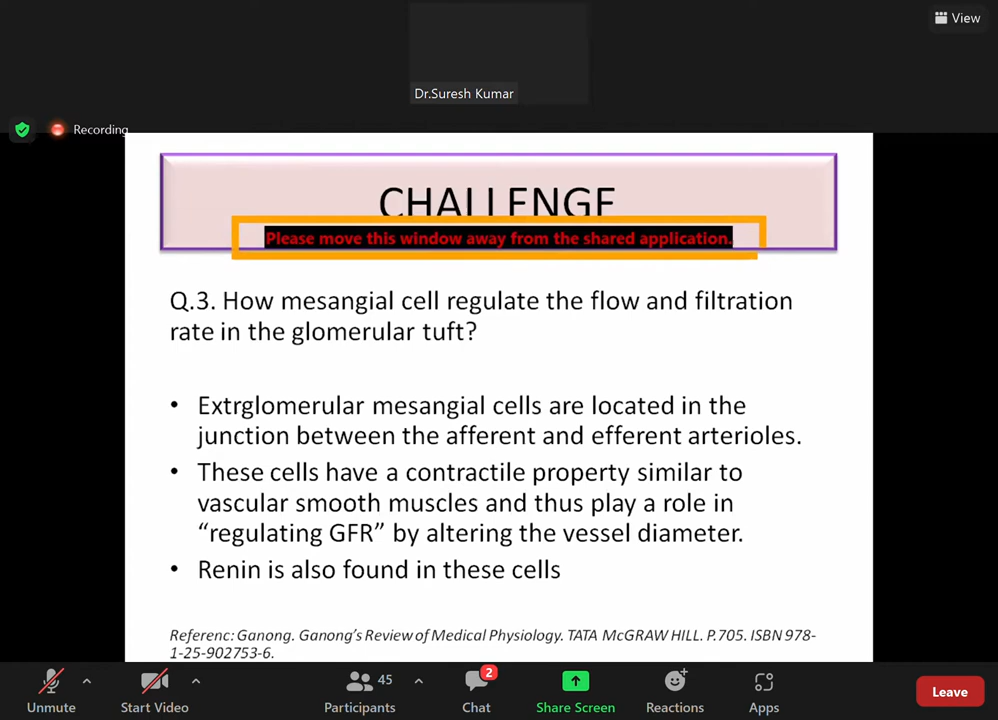 View
Dr.Suresh Kumar
Recording
CHALLENGE
Please move this window away from the shared application.
Q.3. How mesangial cell regulate the flow and filtration
rate in the glomerular tuft?
• Extrglomerular mesangial cells are located in the
junction between the afferent and efferent arterioles.
• These cells have a contractile property similar to
vascular smooth muscles and thus play a role in
“regulating GFR” by altering the vessel diameter.
• Renin is also found in these cells
Referenc: Ganong. Ganong’s Review of Medical Physiology. TATA McGRAW HILL. P.705. ISBN 978-
1-25-902753-6.
45
2
Unmute
Start Video
Participants
Chat
Share Screen
Reactions
Apps
Leave